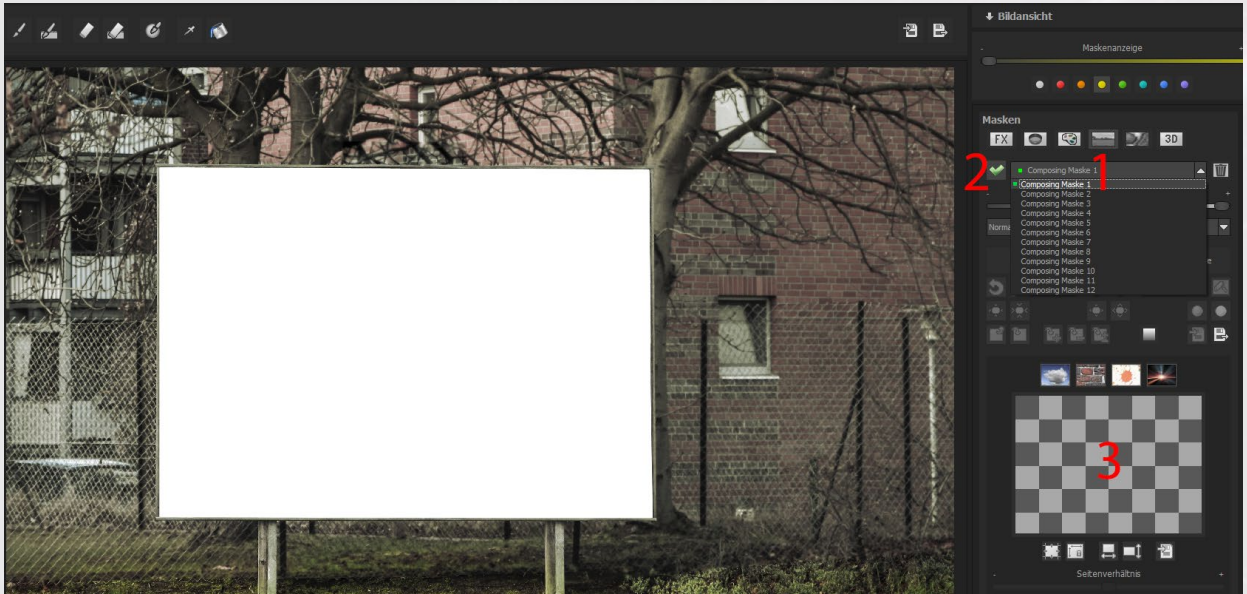 Bildansicht
- Maskenanzeige +
Masken
FX 3D
2 Composing Maske 1 1
Composing Maske 1
- +
Composing Maske 2
Composing Maske 3
Composing Maske 4
Composing Maske 5
Norma
Composing Maske 6
Composing Maske 7
Composing Maske 8
Composing Maske 9
Composing Maske 10
Composing Maske 11
Composing Maske 12
3
- Seitenverhältnis +